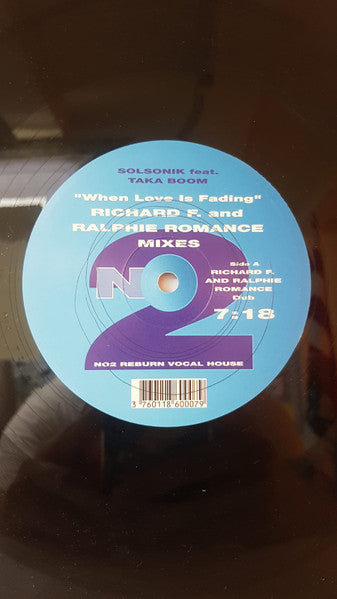 SOLSONIK feat.
TAKA BOOM
"When Love Is Fading"
RICHARD F. and
RALPHIE ROMANCE
MIXES
Side A
RICHARD F.
AND RALPHIE
ROMANCE
Dub
7:18
N
2
NO2 REBURN VOCAL HOUSE
3 760118 600079